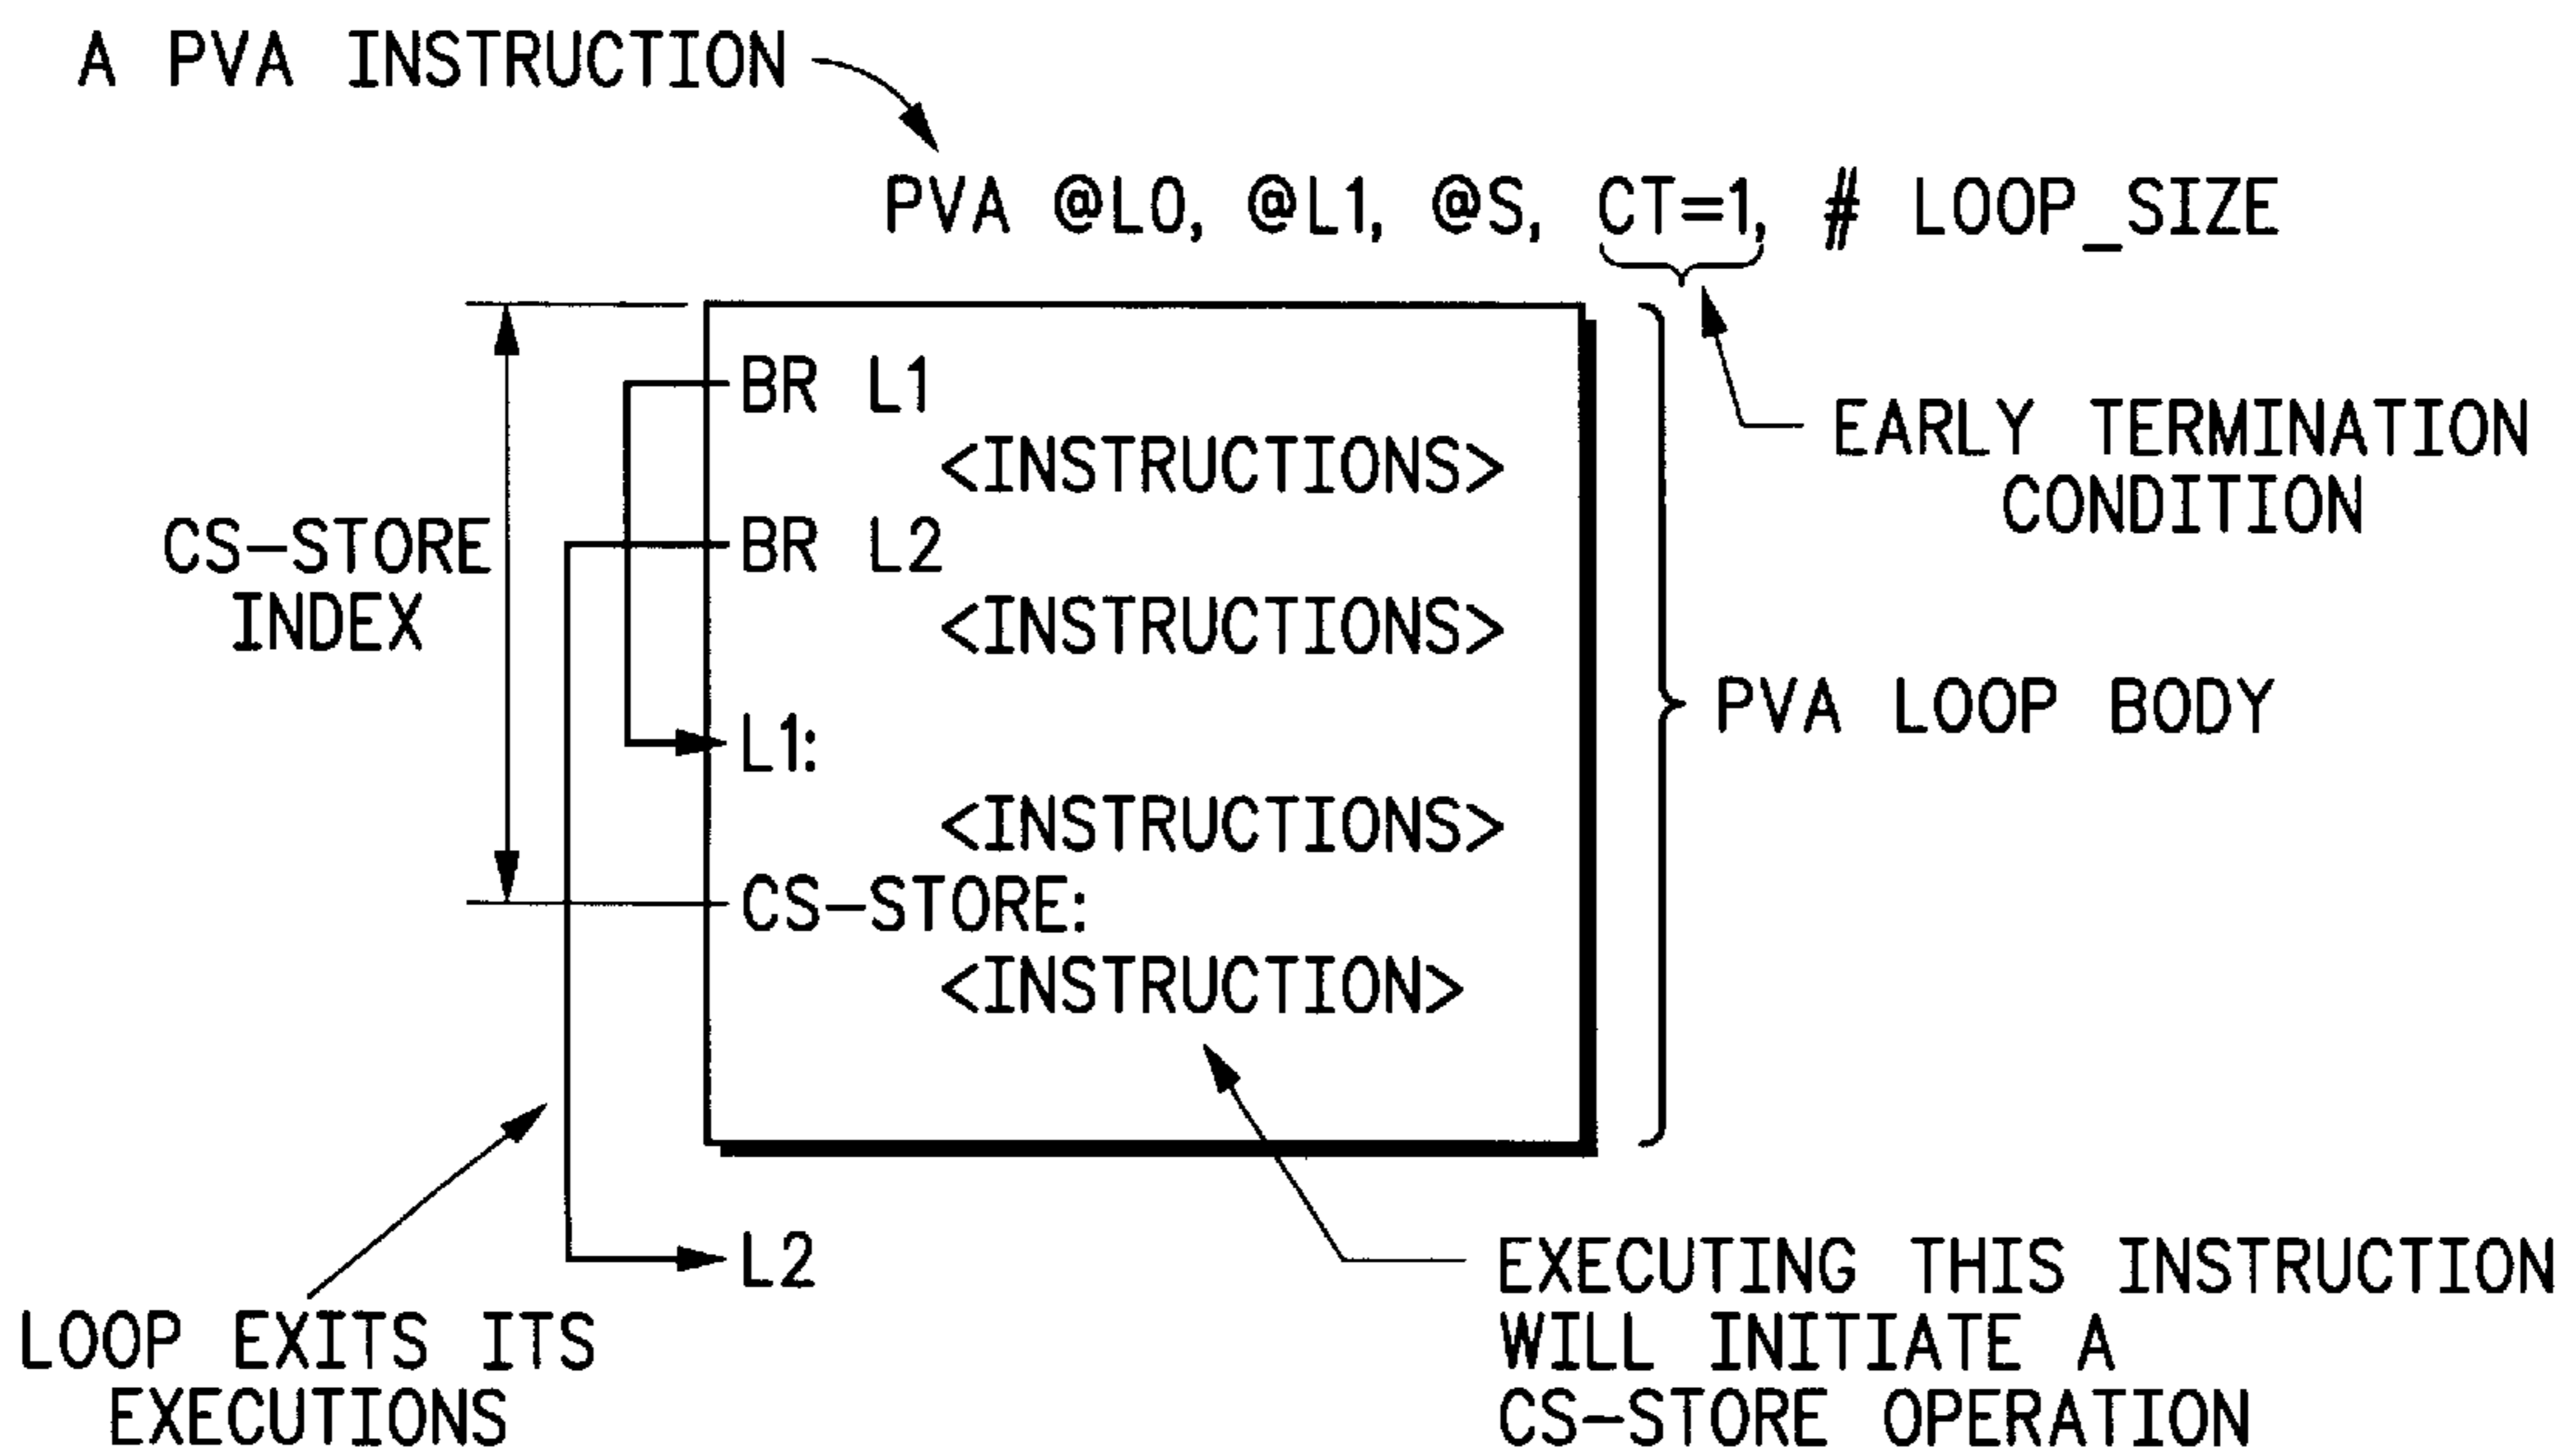 A PVA INSTRUCTION
PVA @L0, @L1, @S, CT=1, # LOOP_SIZE
BR L1
<INSTRUCTIONS>
EARLY TERMINATION
CONDITION
CS-STORE
INDEX
BR L2
<INSTRUCTIONS>
L1:
PVA LOOP BODY
<INSTRUCTIONS>
CS-STORE:
<INSTRUCTION>
L2
LOOP EXITS ITS
EXECUTIONS
EXECUTING THIS INSTRUCTION
WILL INITIATE A
CS-STORE OPERATION